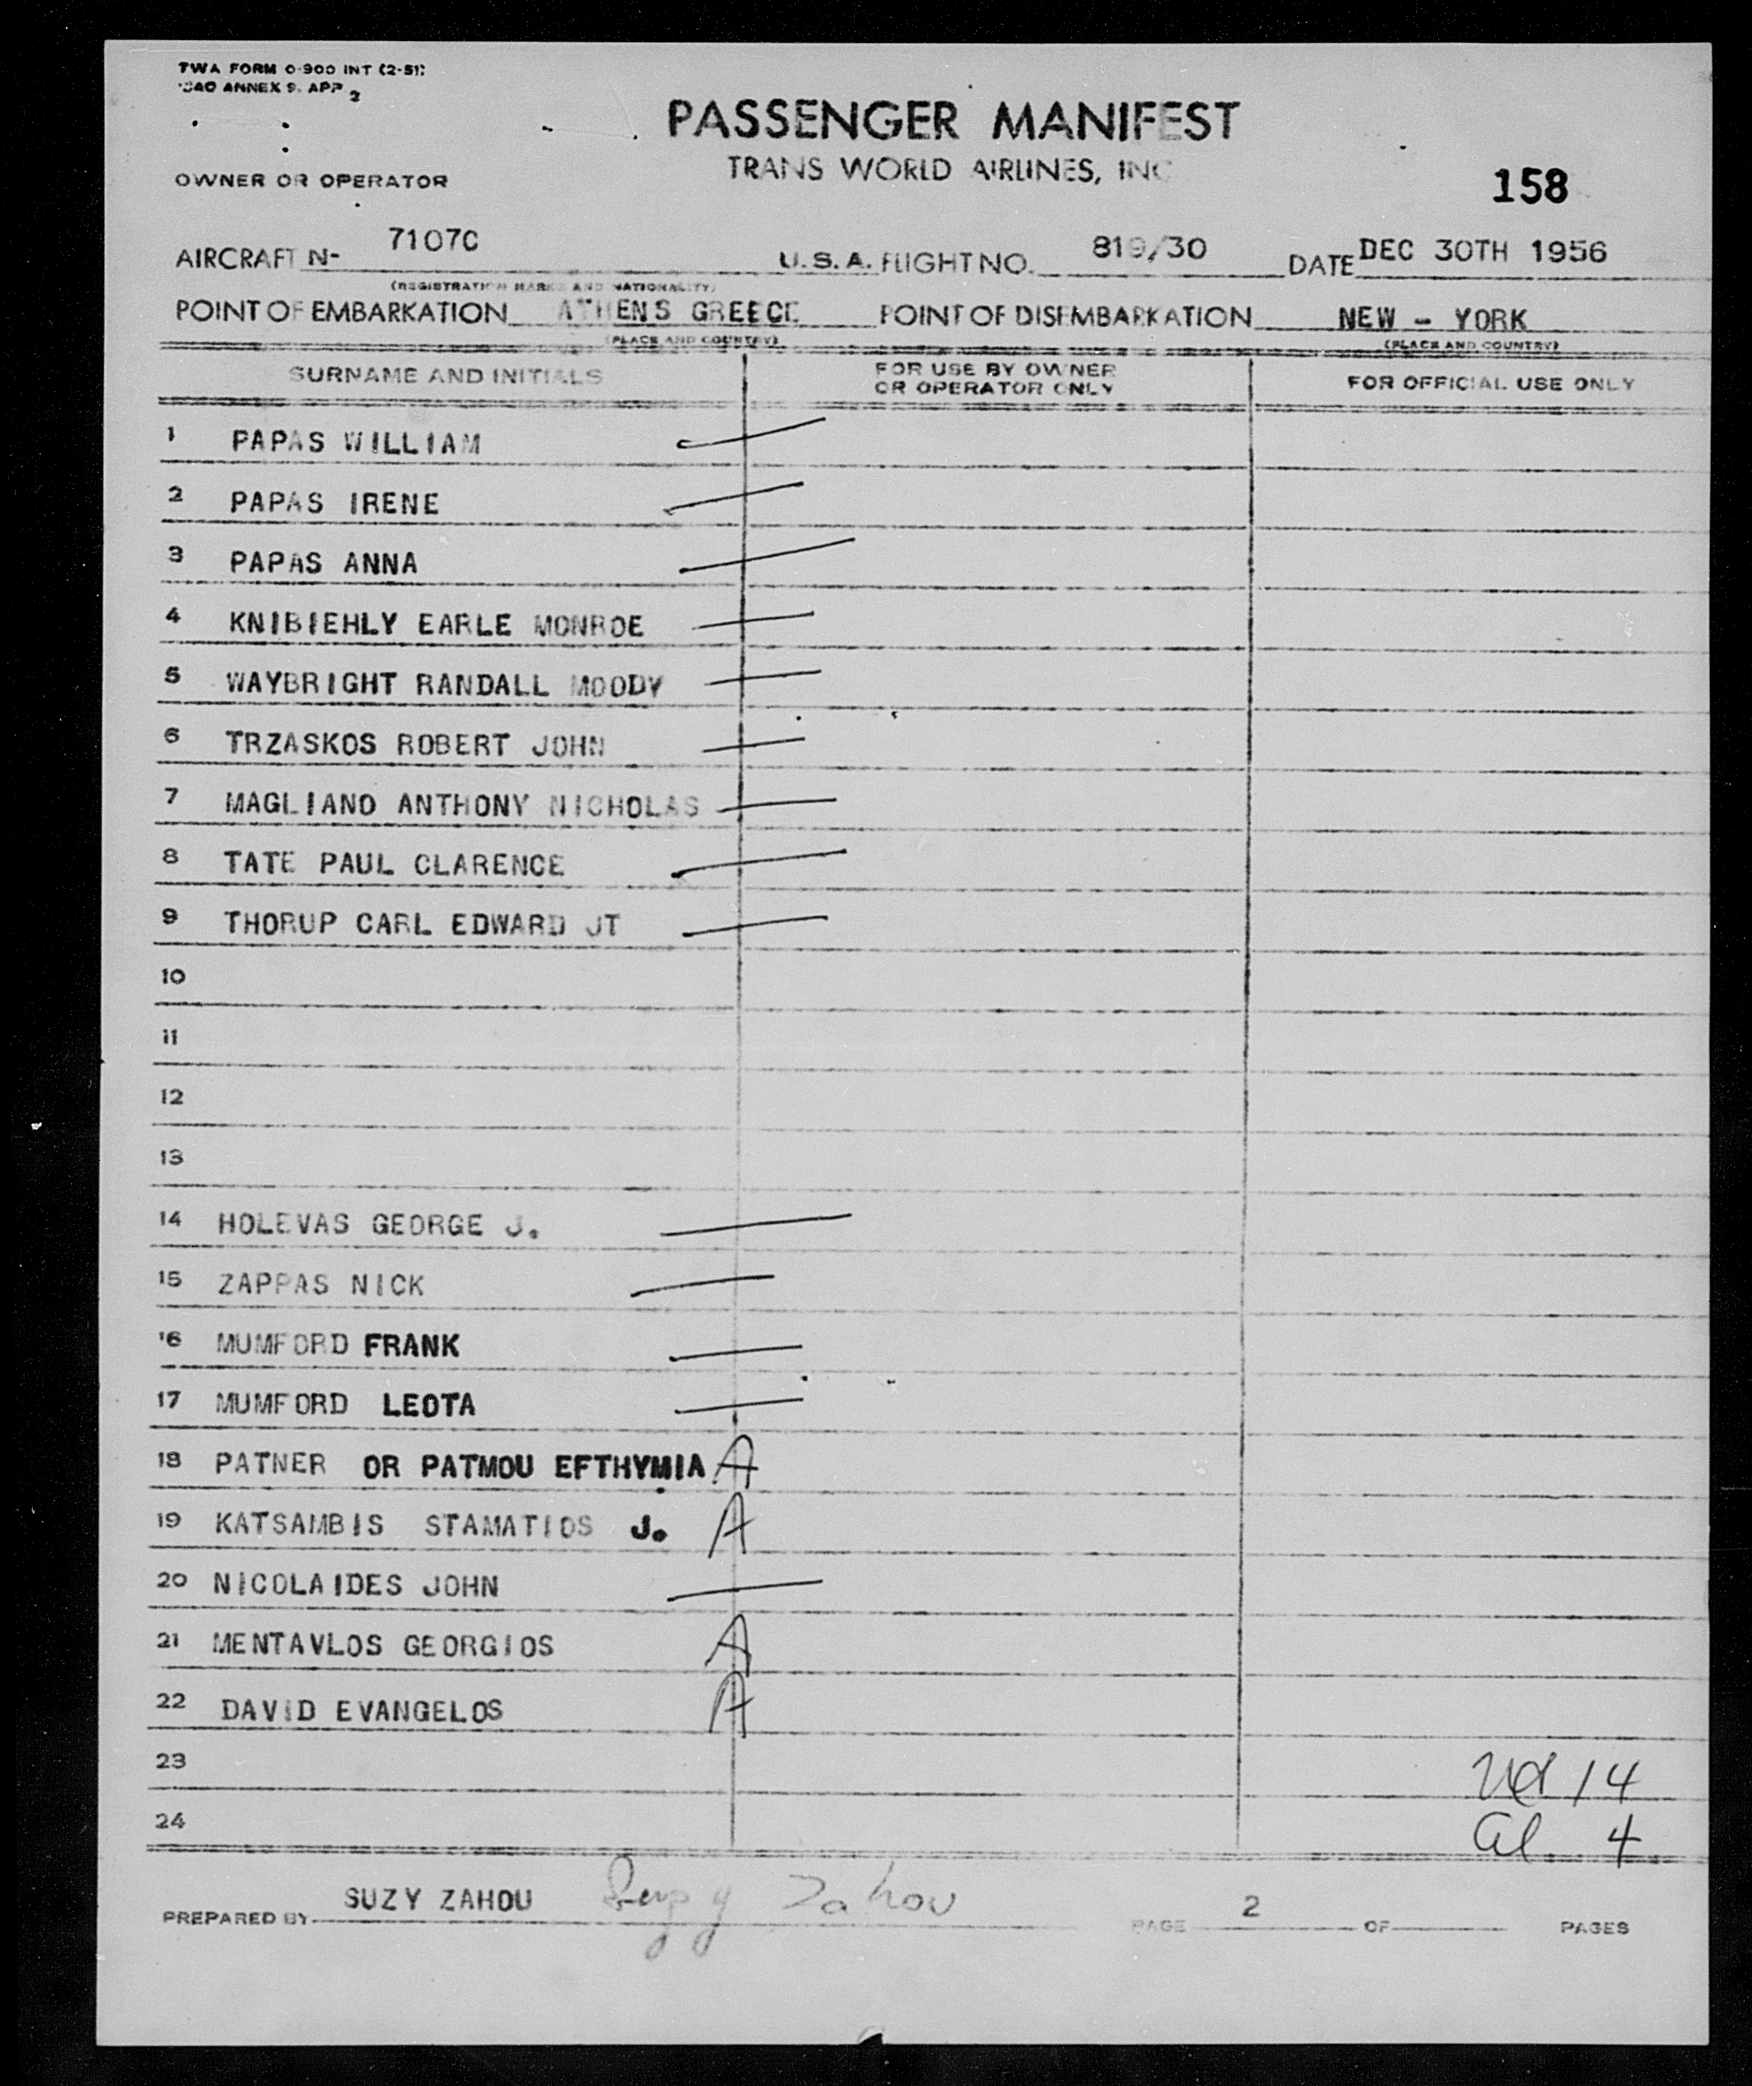 TWA FORM O-900 INT (2-51)
ICAO ANNEX 9. APP 2
PASSENGER MANIFEST
TRANS WORLD AIRLINES, INC
OWNER OR OPERATOR
158
AIRCRAFT N- 7107C U.S.A. FLIGHT NO. 819/30 DATE DEC 30TH 1956
(REGISTRATION MARKS AND NATIONALITY)
POINT OF EMBARKATION ATHENS GREECE POINT OF DISEMBARKATION NEW - YORK
(PLACE AND COUNTRY) (PLACE AND COUNTRY)
SURNAME AND INITIALS FOR USE BY OWNER OR OPERATOR ONLY FOR OFFICIAL USE ONLY
1 PAPAS WILLIAM
2 PAPAS IRENE
3 PAPAS ANNA
4 KNIBIEHLY EARLE MONROE
5 WAYBRIGHT RANDALL MOODY
6 TRZASKOS ROBERT JOHN
7 MAGLIANO ANTHONY NICHOLAS
8 TATE PAUL CLARENCE
9 THORUP CARL EDWARD JT
10
11
12
13
14 HOLEVAS GEORGE J.
15 ZAPPAS NICK
16 MUMFORD FRANK
17 MUMFORD LEOTA
18 PATNER OR PATMOU EFTHYMIA A
19 KATSAMBIS STAMATIOS J. A
20 NICOLAIDES JOHN
21 MENTAVLOS GEORGIOS A
22 DAVID EVANGELOS A
23 14
24 al 4
PREPARED BY SUZY ZAHOU Suzy Zahou PAGE 2 OF PAGES